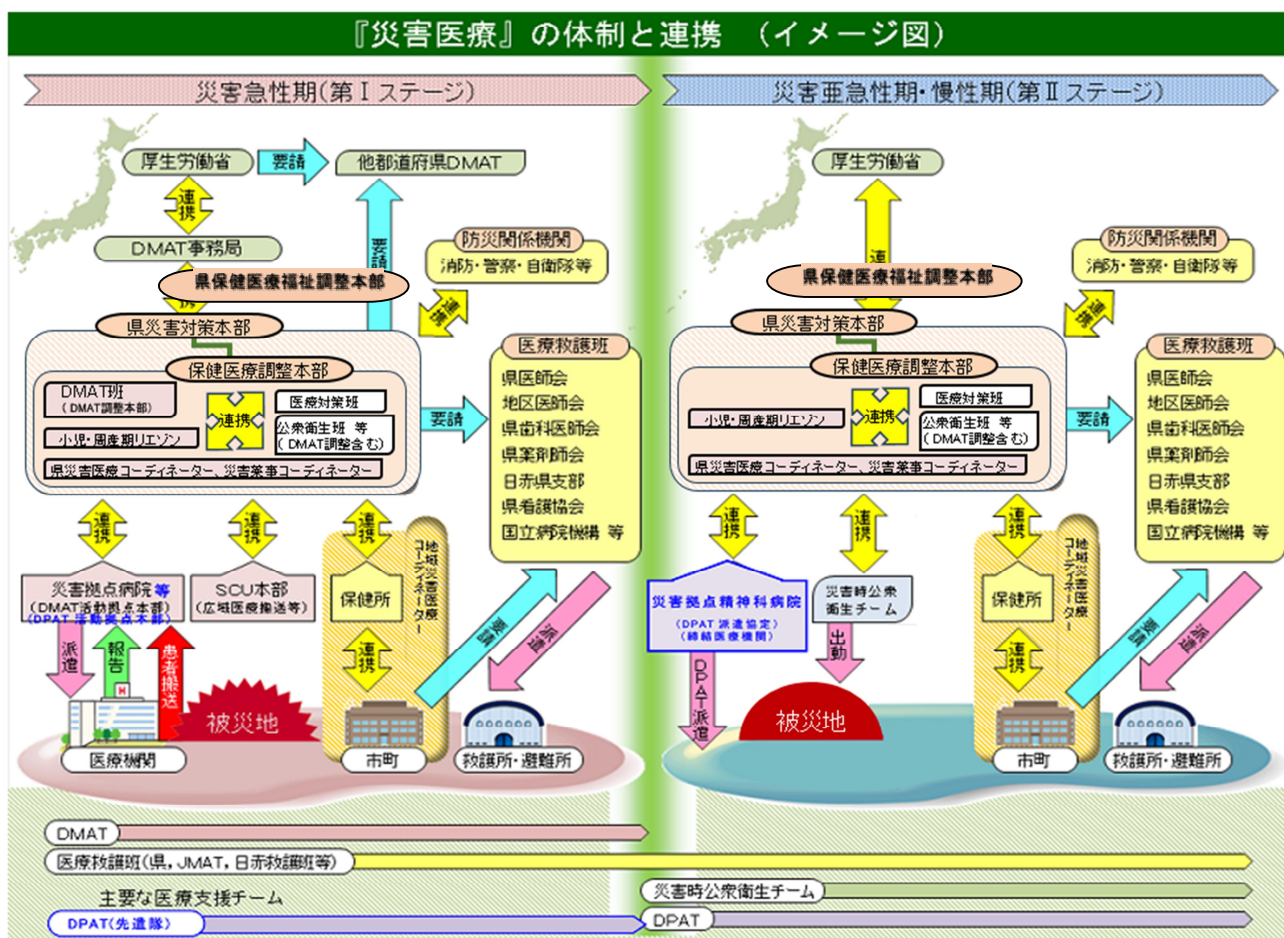 『災害医療』の体制と連携 (イメージ図)
災害急性期(第Ⅰステージ)
厚生労働省
要請
他都道府県DMAT
連携
DMAT事務局
要請
防災関係機関
消防・警察・自衛隊等
県保健医療福祉調整本部
携
連携
県災害対策本部
保健医療調整本部
DMAT班
(DMAT調整本部)
小児・周産期リエゾン
連携
医療対策班
公衆衛生班 等
(DMAT調整含む)
県災害医療コーディネーター、災害薬事コーディネーター
要請
医療救護班
県医師会
地区医師会
県歯科医師会
県薬剤師会
日赤県支部
県看護協会
国立病院機構 等
連携
連携
連携
災害拠点病院等
(DMAT活動拠点本部)
(DPAT活動拠点本部)
SCU本部
(広域医療搬送等)
保健所
地域災害医療
コーディネーター
派遣
報告
患者搬送
連携
要請
派遣
H
被災地
医療機関
市町
救護所・避難所
災害亜急性期・慢性期(第Ⅱステージ)
厚生労働省
連
防災関係機関
消防・警察・自衛隊等
県保健医療福祉調整本部
連携
県災害対策本部
保健医療調整本部
小児・周産期リエゾン
連携
医療対策班
公衆衛生班 等
(DMAT調整含む)
県災害医療コーディネーター、災害薬事コーディネーター
要請
医療救護班
県医師会
地区医師会
県歯科医師会
県薬剤師会
日赤県支部
県看護協会
国立病院機構 等
連携
連携
連携
災害拠点精神科病院
(DPAT派遣協定)
(締結医療機関)
災害時公衆
衛生チーム
保健所
地域災害医療
コーディネーター
DPAT派遣
出動
連携
要請
派遣
被災地
市町
救護所・避難所
DMAT
医療救護班(県，JMAT，日赤救護班等)
主要な医療支援チーム
災害時公衆衛生チーム
DPAT(先遣隊)
DPAT